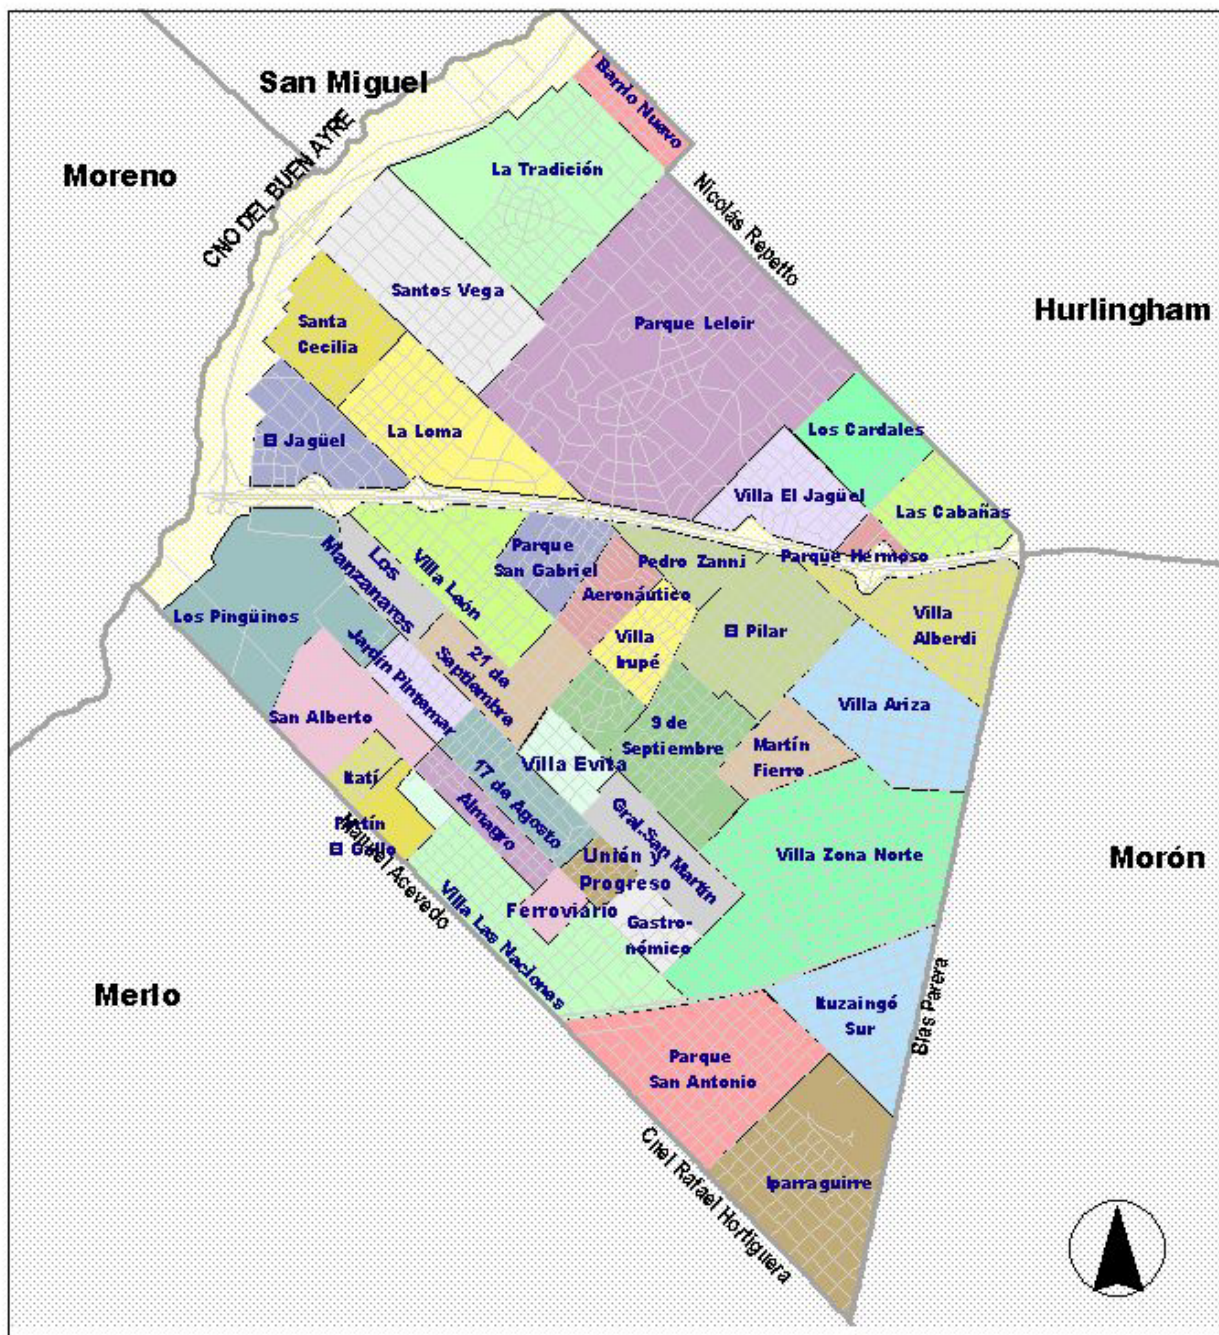 San Miguel
Barrio Nuevo
CNO DEL BUEN AYRE
Moreno
La Tradición
Nicolás Repetto
Santos Vega
Hurlingham
Santa
Cecilia
Parque Leloir
El Jagüel
La Loma
Los Cardales
Villa El Jagüel
Las Cabañas
Los
Manzanares
Villa León
Parque
San Gabriel
Pedro Zanni
Parque Hermoso
Aeronáutico
Los Pingüinos
Villa
Irupé
El Pilar
Villa
Alberdi
Jardín Pintemar
21 de
Septiembre
San Alberto
Villa Ariza
9 de
Septiembre
Martín
Fierro
Villa Evita
17 de Agosto
Itatí
Almagro
Gral.San Martín
El Gallo
Manuel Acevedo
Unión y
Progreso
Villa Zona Norte
Morón
Ferroviario
Gastro-
nómico
Villa Las Naciones
Merlo
Ituzaingó
Sur
Blas Parera
Parque
San Antonio
Cnel Rafael Hortiguera
Iparraguirre